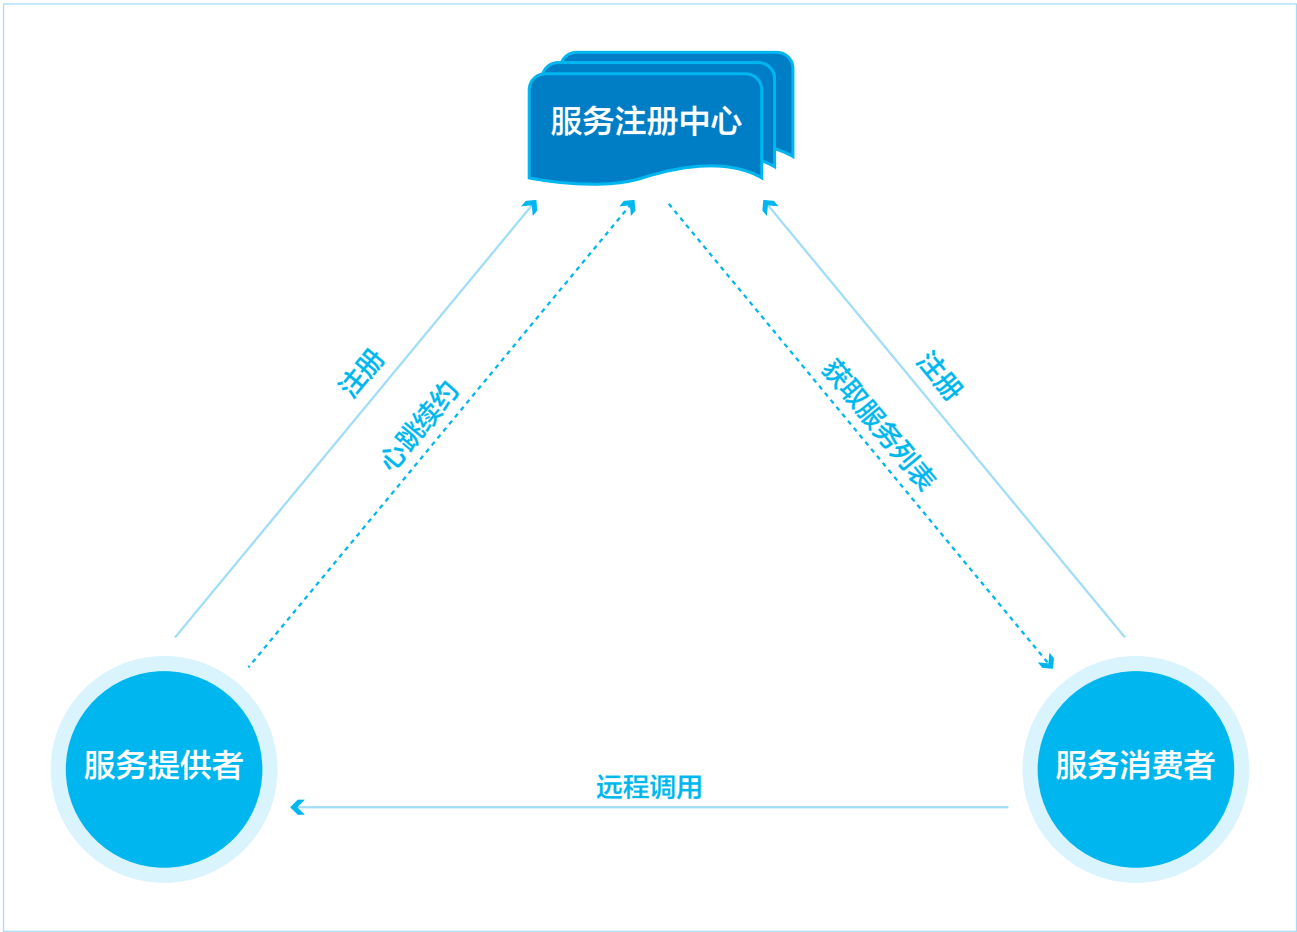 服务注册中心
注册
心跳续约
获取服务列表
注册
服务提供者
远程调用
服务消费者